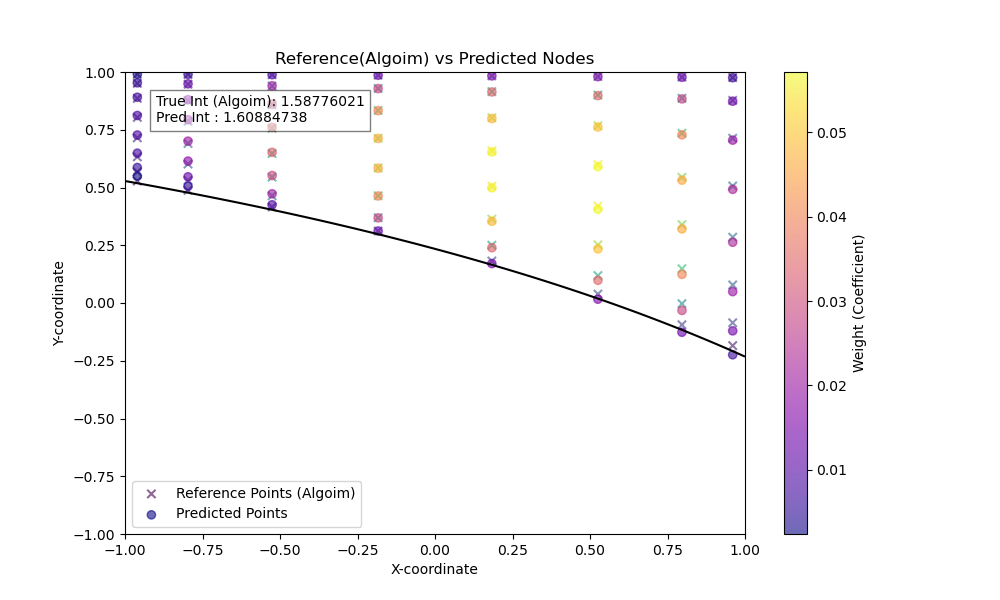 Reference(Algoim) vs Predicted Nodes
True Int (Algoim): 1.58776021
Pred Int : 1.60884738
1.00
0.75
0.50
0.25
0.00
−0.25
−0.50
−0.75
−1.00
Y-coordinate
Reference Points (Algoim)
Predicted Points
−1.00 −0.75 −0.50 −0.25 0.00 0.25 0.50 0.75 1.00
X-coordinate
0.05
0.04
0.03
0.02
0.01
Weight (Coefficient)